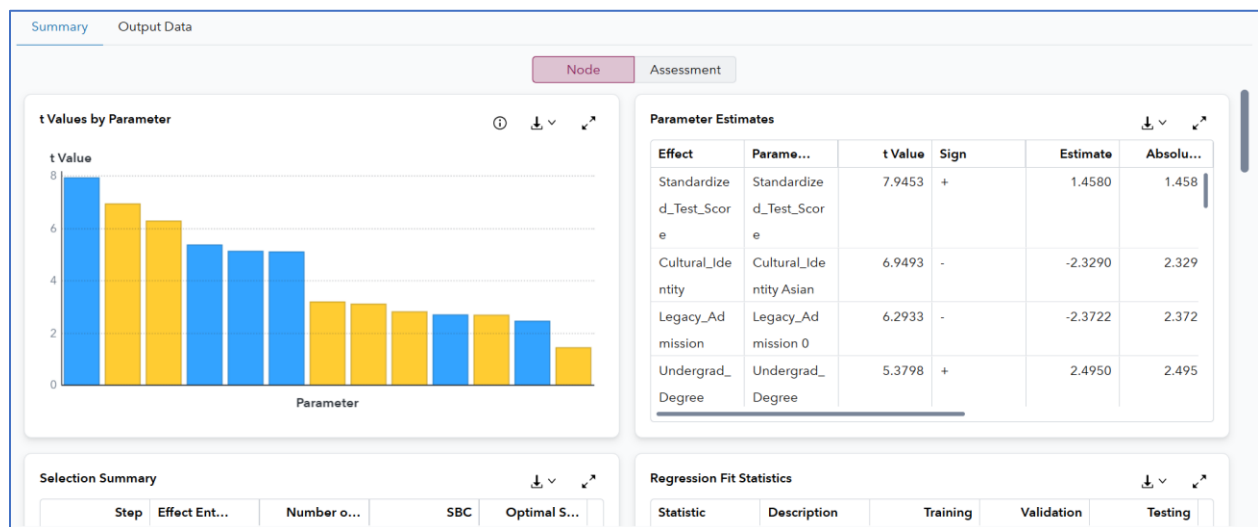 Summary Output Data
Node Assessment
t Values by Parameter
t Value
8
6
4
2
0
Parameter
Parameter Estimates
Effect Parame... t Value Sign Estimate Absolu...
Standardize Standardize 7.9453 + 1.4580 1.458
d_Test_Scor d_Test_Scor
e e
Cultural_Ide Cultural_Ide 6.9493 - -2.3290 2.329
ntity ntity Asian
Legacy_Ad Legacy_Ad 6.2933 - -2.3722 2.372
mission mission 0
Undergrad_ Undergrad_ 5.3798 + 2.4950 2.495
Degree Degree
Selection Summary
Step Effect Ent... Number o... SBC Optimal S...
Regression Fit Statistics
Statistic Description Training Validation Testing